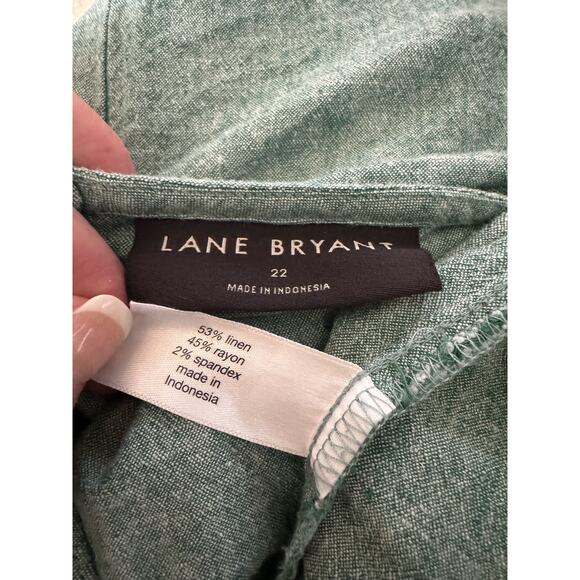 LANE BRYANT
22
MADE IN INDONESIA
53% linen
45% rayon
2% spandex
made in
Indonesia